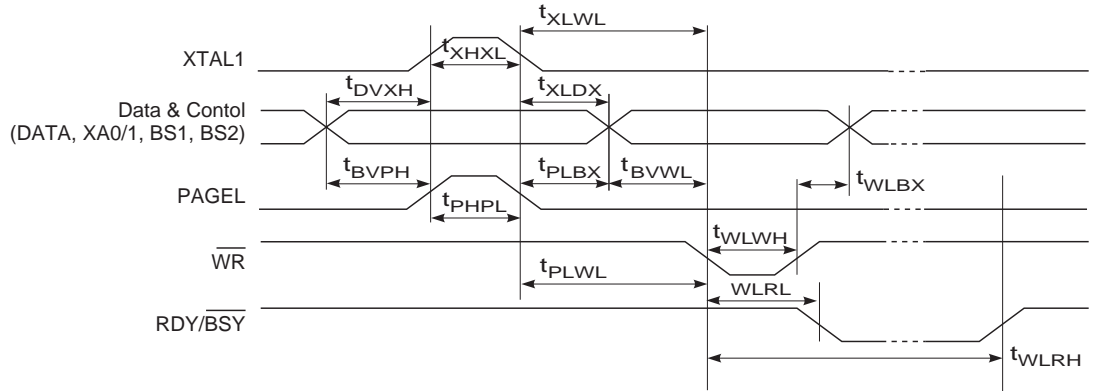 tXLWL
XTAL1
tXHXL
tDVXH
tXLDX
Data & Contol
(DATA, XA0/1, BS1, BS2)
tBVPH
tPLBX
tBVWL
tWLBX
PAGEL
tPHPL
tWLWH
WR
tPLWL
WLRL
RDY/BSY
tWLRH